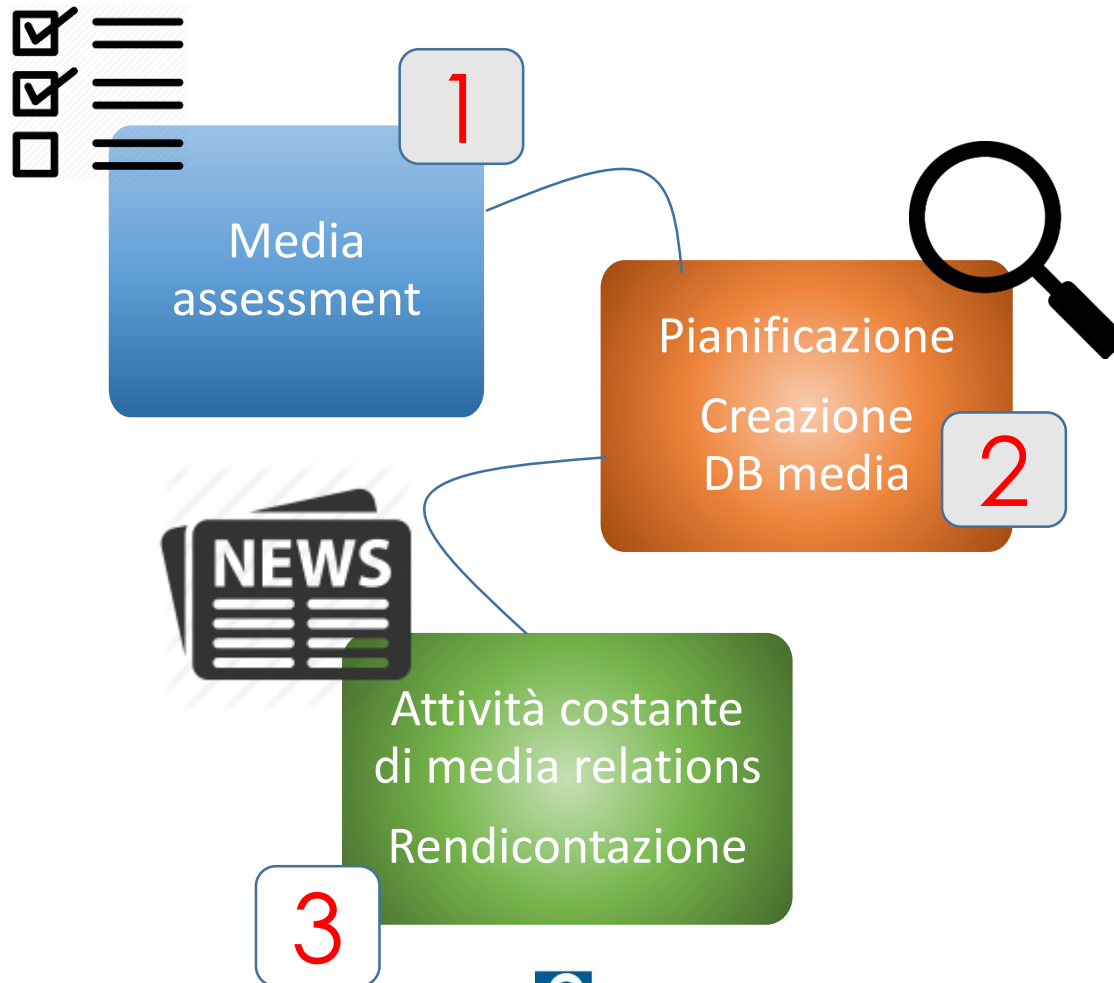 1
Media
assessment
Pianificazione
Creazione
DB media
2
NEWS
Attività costante
di media relations
Rendicontazione
3